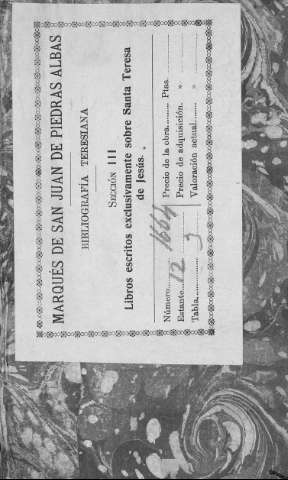 MARQUÉS DE SAN JUAN DE PIEDRAS ALBAS
BIBLIOGRAFÍA TERESIANA
SECCIÓN III
Libros escritos exclusivamente sobre Santa Teresa
de Jesús.
Número......... 1664 Precio de la obra......... Ptas.
Estante......... 12 Precio de adquisición. »
Tabla......... 3 Valoración actual......... »